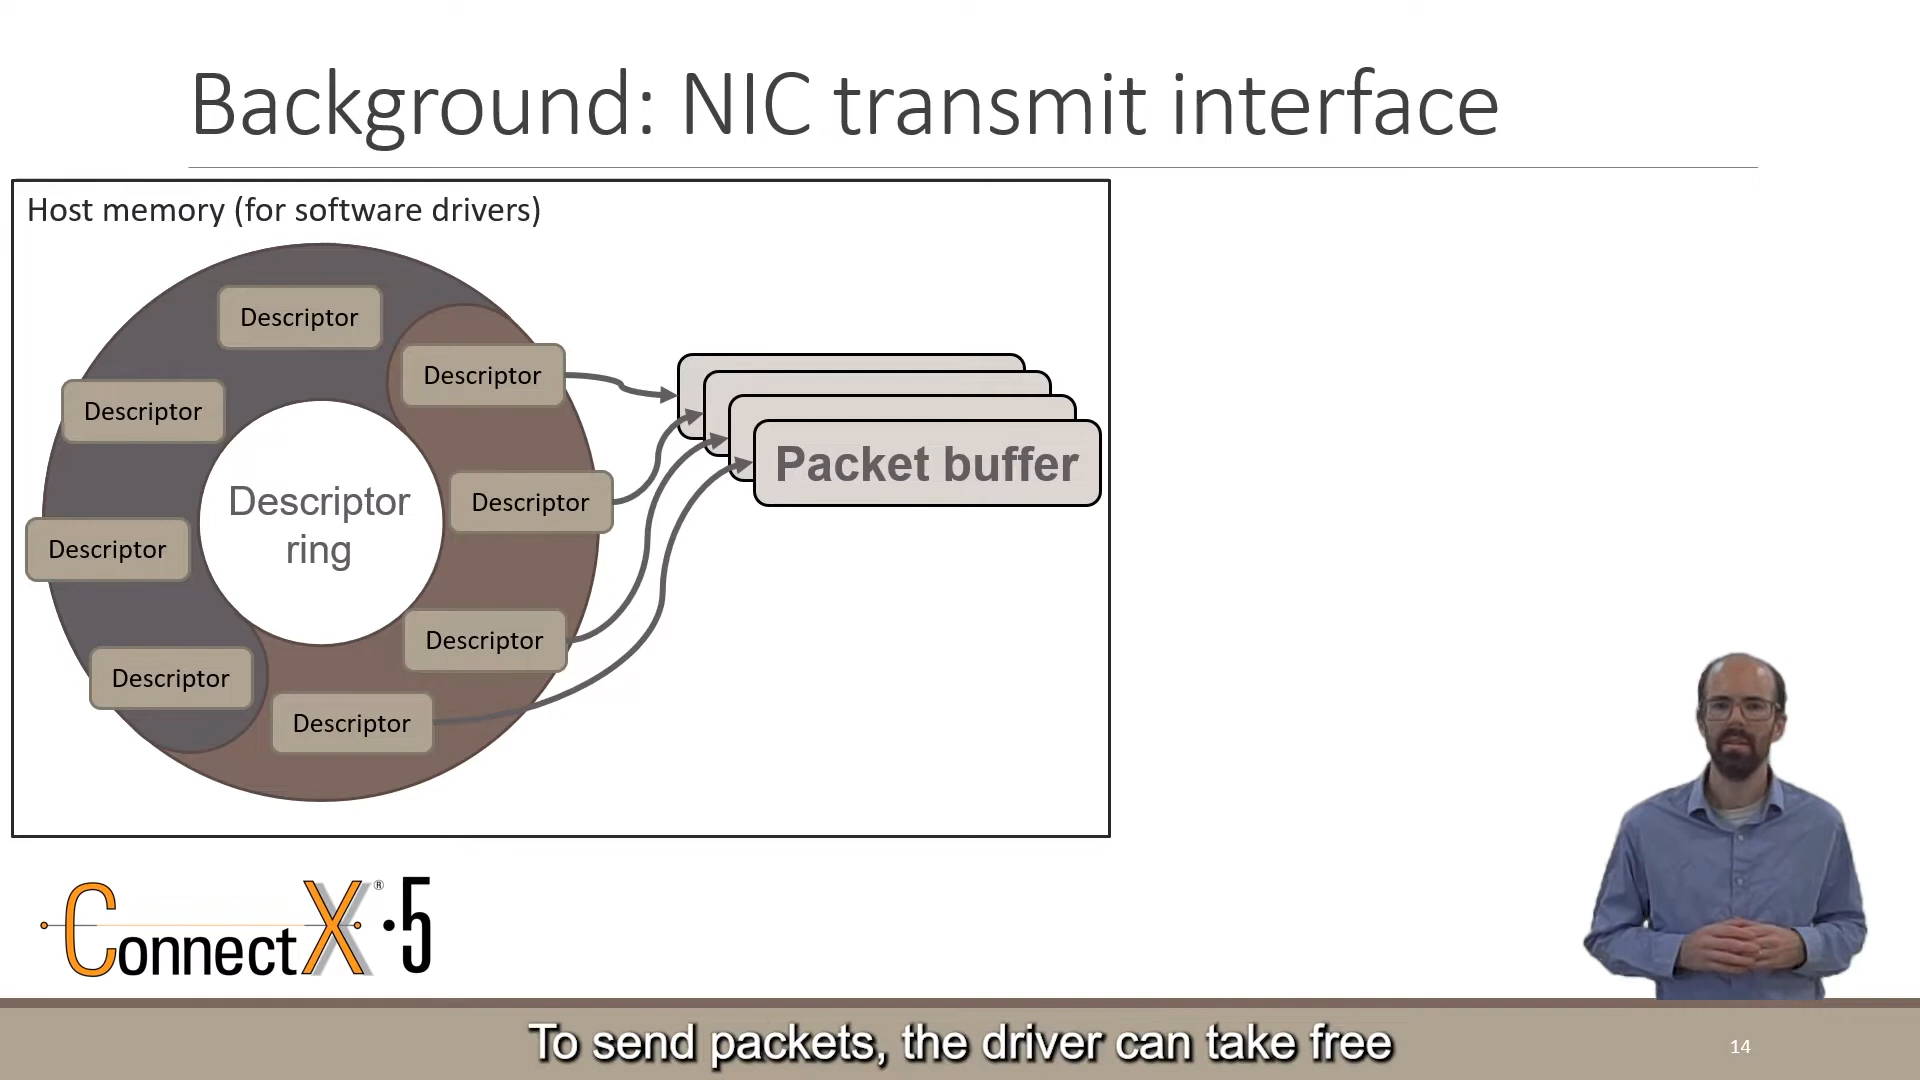 Background: NIC transmit interface
Host memory (for software drivers)
Descriptor
Descriptor
Descriptor
Descriptor
Descriptor
Descriptor
Descriptor
Descriptor
Descriptor
ring
Packet buffer
ConnectX®·5
To send packets, the driver can take free
14